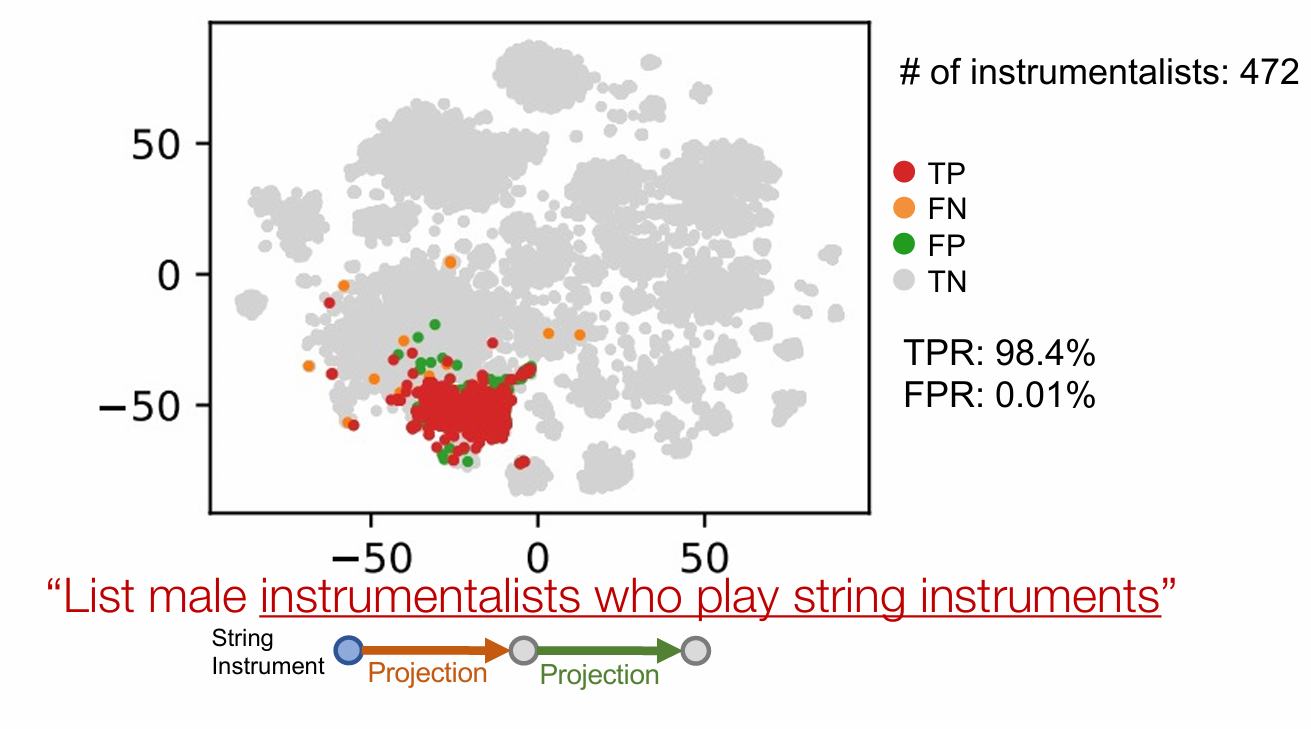 # of instrumentalists: 472
50
0
−50
−50
0
50
TP
FN
FP
TN
TPR: 98.4%
FPR: 0.01%
“List male instrumentalists who play string instruments”
String
Instrument
Projection
Projection